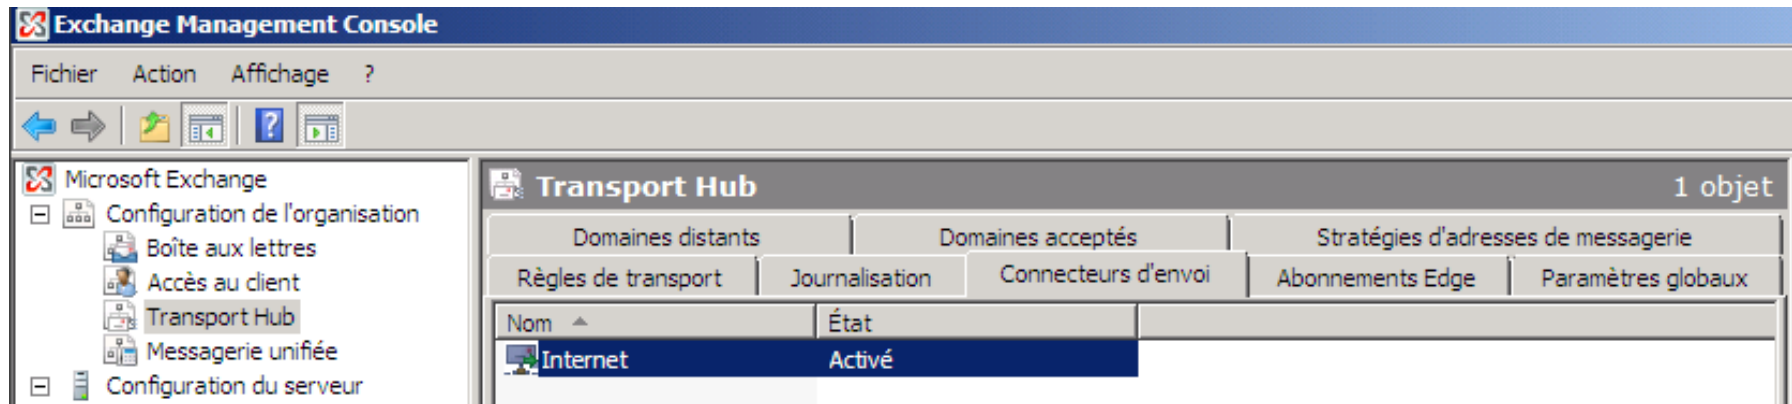 Exchange Management Console
Fichier Action Affichage ?
Microsoft Exchange
Configuration de l'organisation
Boîte aux lettres
Accès au client
Transport Hub
Messagerie unifiée
Configuration du serveur
Transport Hub 1 objet
Domaines distants Domaines acceptés Stratégies d'adresses de messagerie
Règles de transport Journalisation Connecteurs d'envoi Abonnements Edge Paramètres globaux
Nom État
Internet Activé